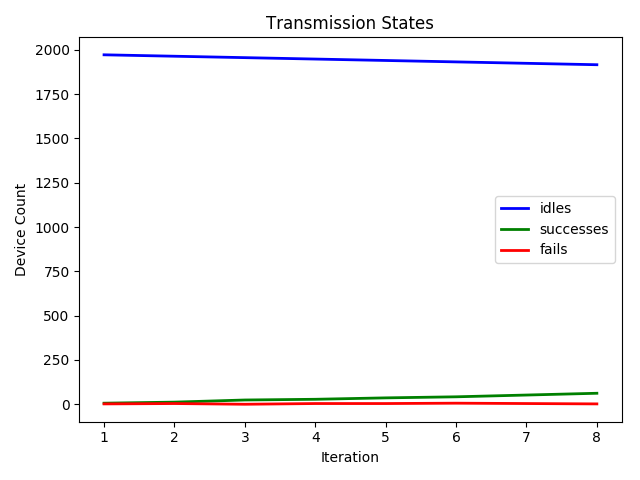 Transmission States
2000
1750
1500
1250
1000
750
500
250
0
Device Count
idles
successes
fails
1 2 3 4 5 6 7 8
Iteration